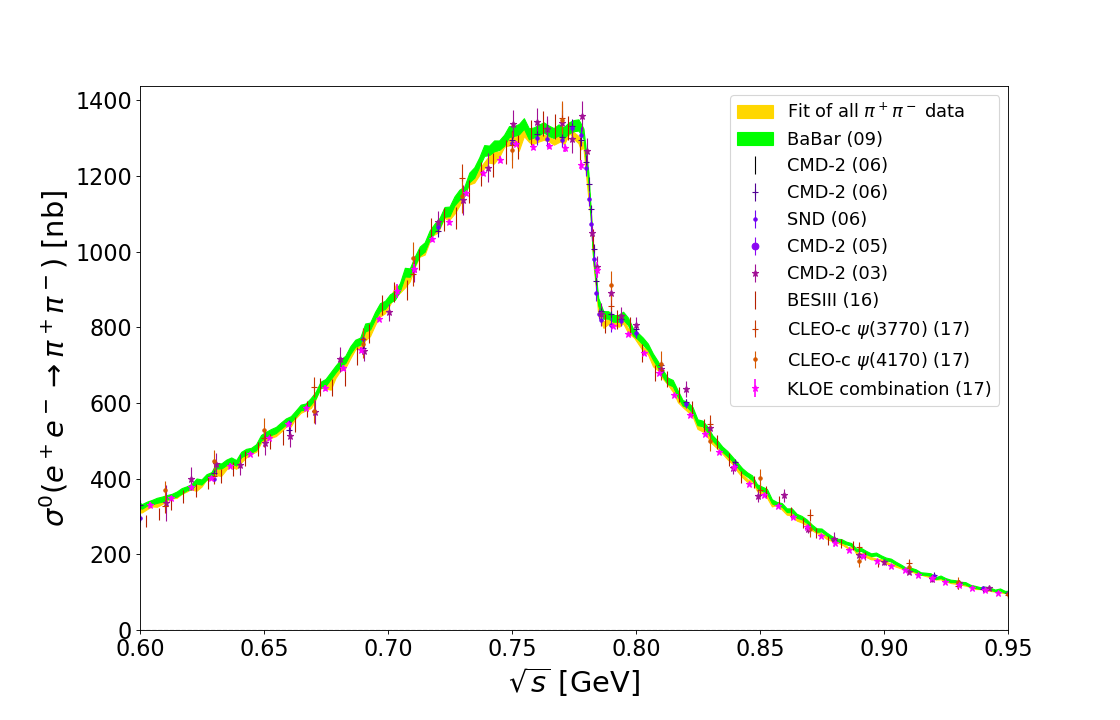 σ⁰(e⁺e⁻→π⁺π⁻) [nb]
1400
1200
1000
800
600
400
200
0
Fit of all π⁺π⁻ data
BaBar (09)
CMD-2 (06)
CMD-2 (06)
SND (06)
CMD-2 (05)
CMD-2 (03)
BESIII (16)
CLEO-c ψ(3770) (17)
CLEO-c ψ(4170) (17)
KLOE combination (17)
0.60 0.65 0.70 0.75 0.80 0.85 0.90 0.95
√s [GeV]